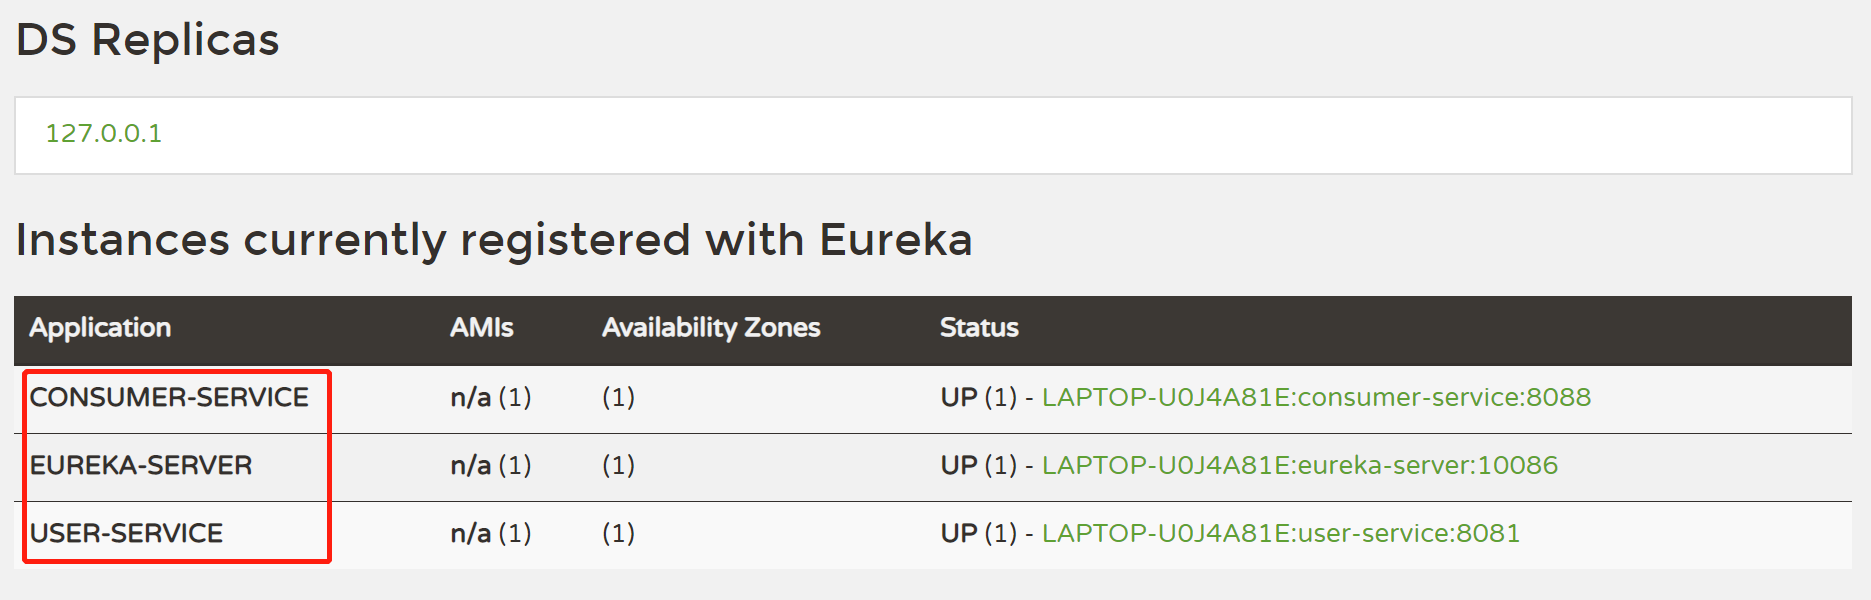 DS Replicas
127.0.0.1
Instances currently registered with Eureka
Application AMIs Availability Zones Status
CONSUMER-SERVICE n/a (1) (1) UP (1) - LAPTOP-U0J4A81E:consumer-service:8088
EUREKA-SERVER n/a (1) (1) UP (1) - LAPTOP-U0J4A81E:eureka-server:10086
USER-SERVICE n/a (1) (1) UP (1) - LAPTOP-U0J4A81E:user-service:8081